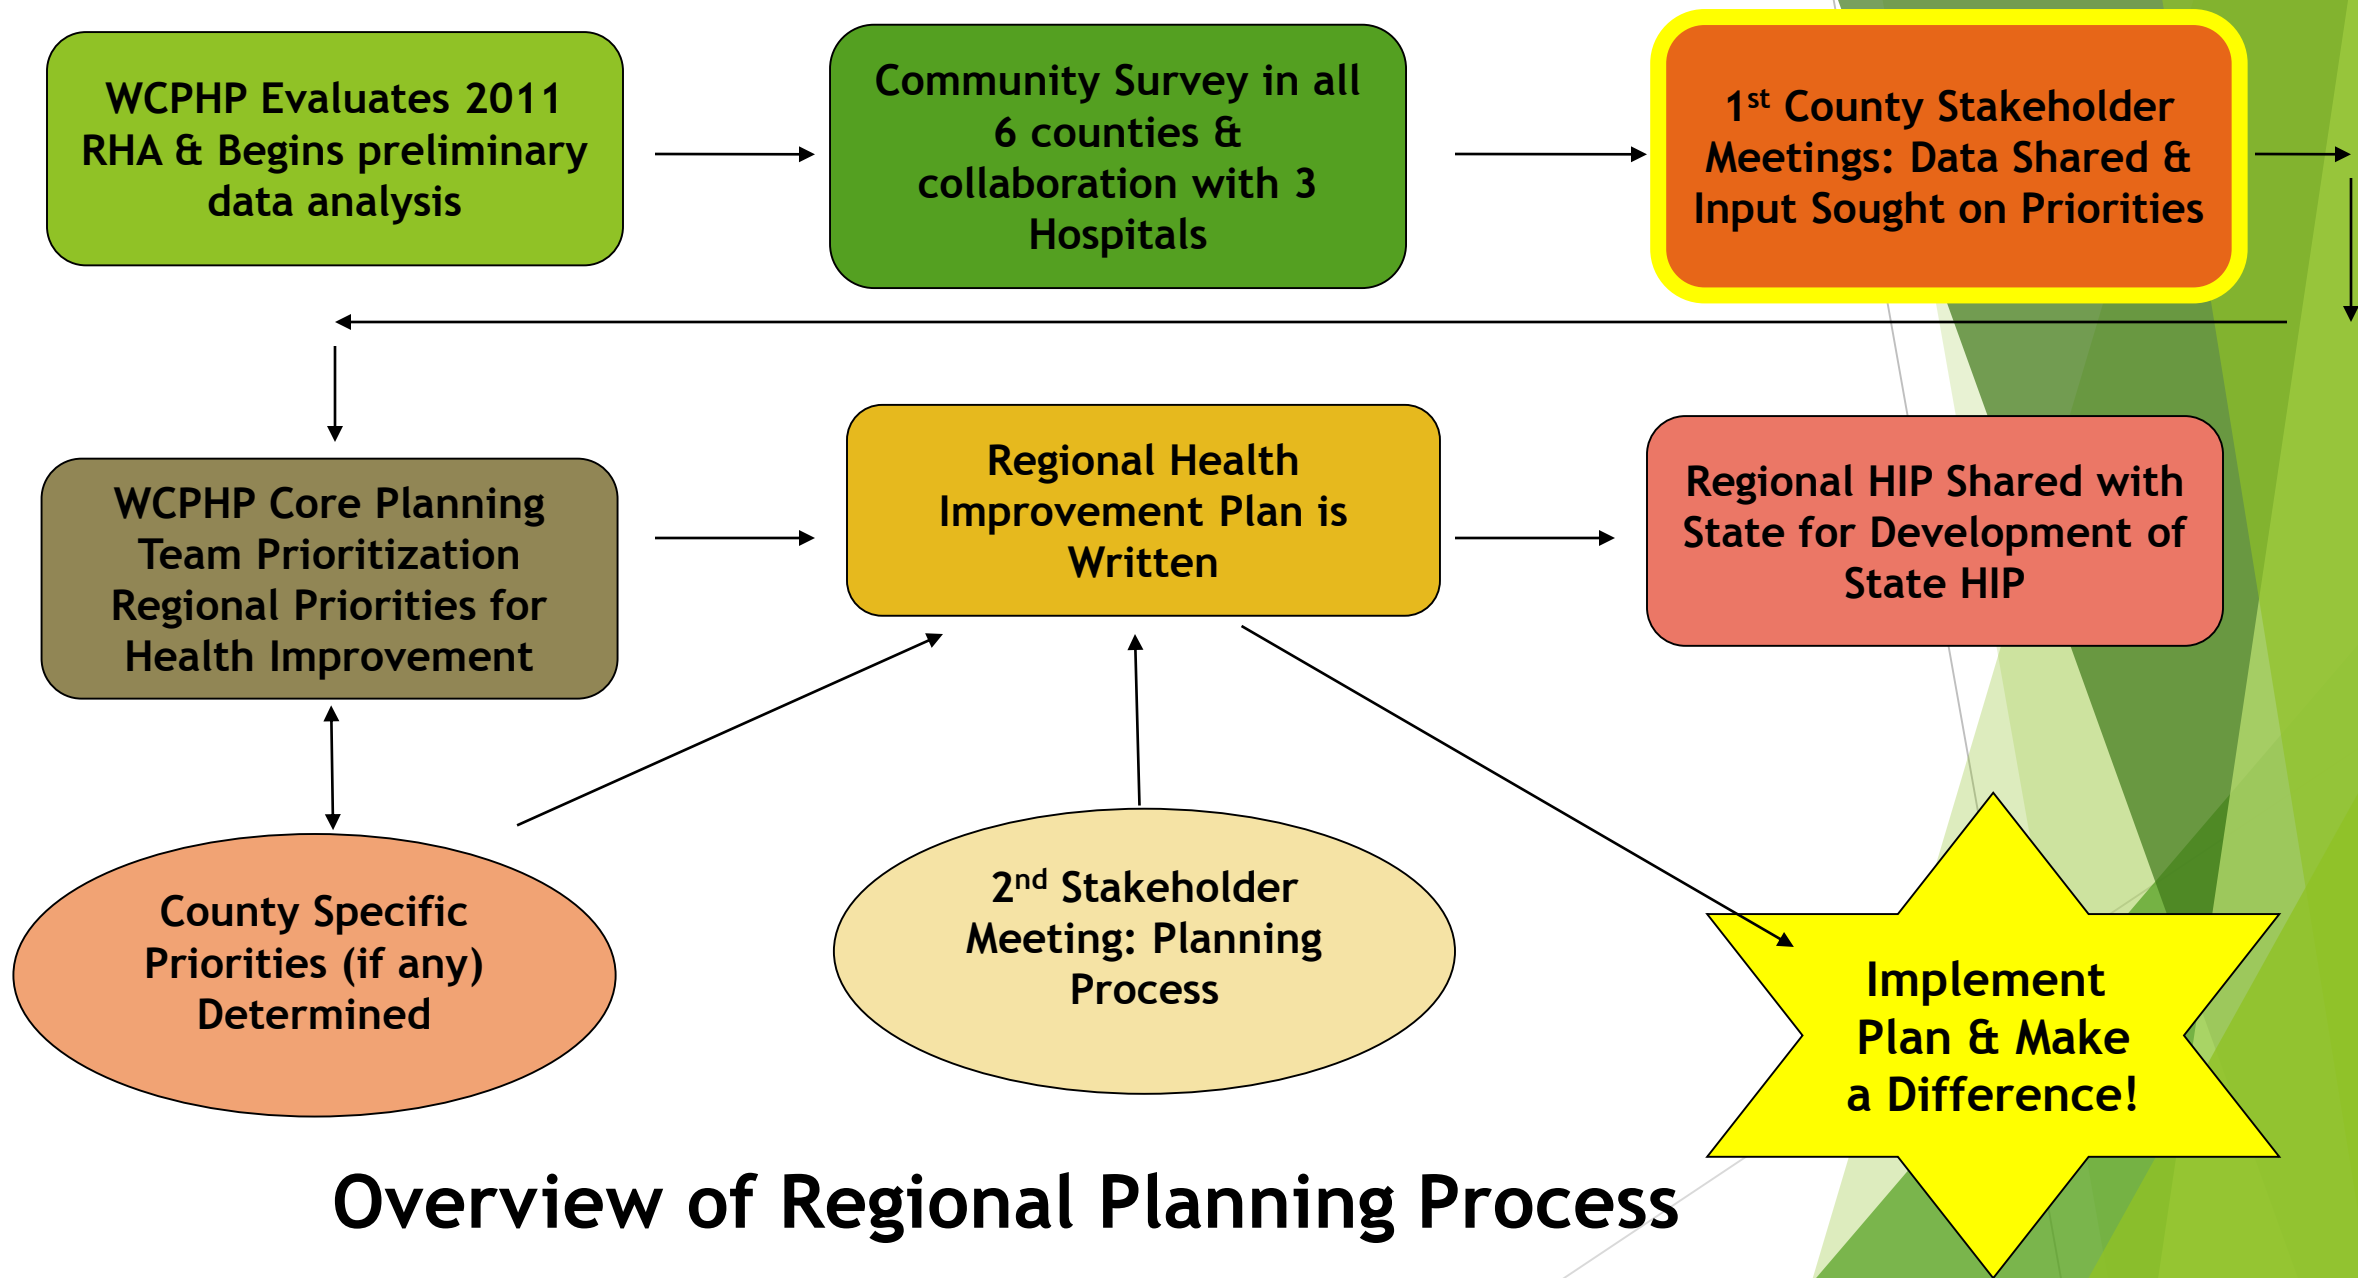 WCPHP Evaluates 2011
RHA & Begins preliminary
data analysis
Community Survey in all
6 counties &
collaboration with 3
Hospitals
1st County Stakeholder
Meetings: Data Shared &
Input Sought on Priorities
WCPHP Core Planning
Team Prioritization
Regional Priorities for
Health Improvement
Regional Health
Improvement Plan is
Written
Regional HIP Shared with
State for Development of
State HIP
County Specific
Priorities (if any)
Determined
2nd Stakeholder
Meeting: Planning
Process
Implement
Plan & Make
a Difference!
Overview of Regional Planning Process